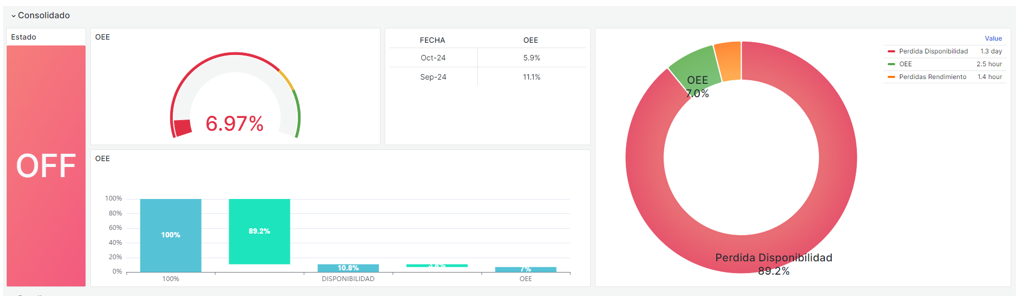 Consolidado
Estado
OFF
OEE
6.97%
FECHA OEE
Oct-24 5.9%
Sep-24 11.1%
OEE
100%
80%
60%
40%
20%
0%
100%
89.2%
10.8%
7%
100% DISPONIBILIDAD OEE
OEE
7.0%
Perdida Disponibilidad
89.2%
Value
Perdida Disponibilidad 1.3 day
OEE 2.5 hour
Perdidas Rendimiento 1.4 hour